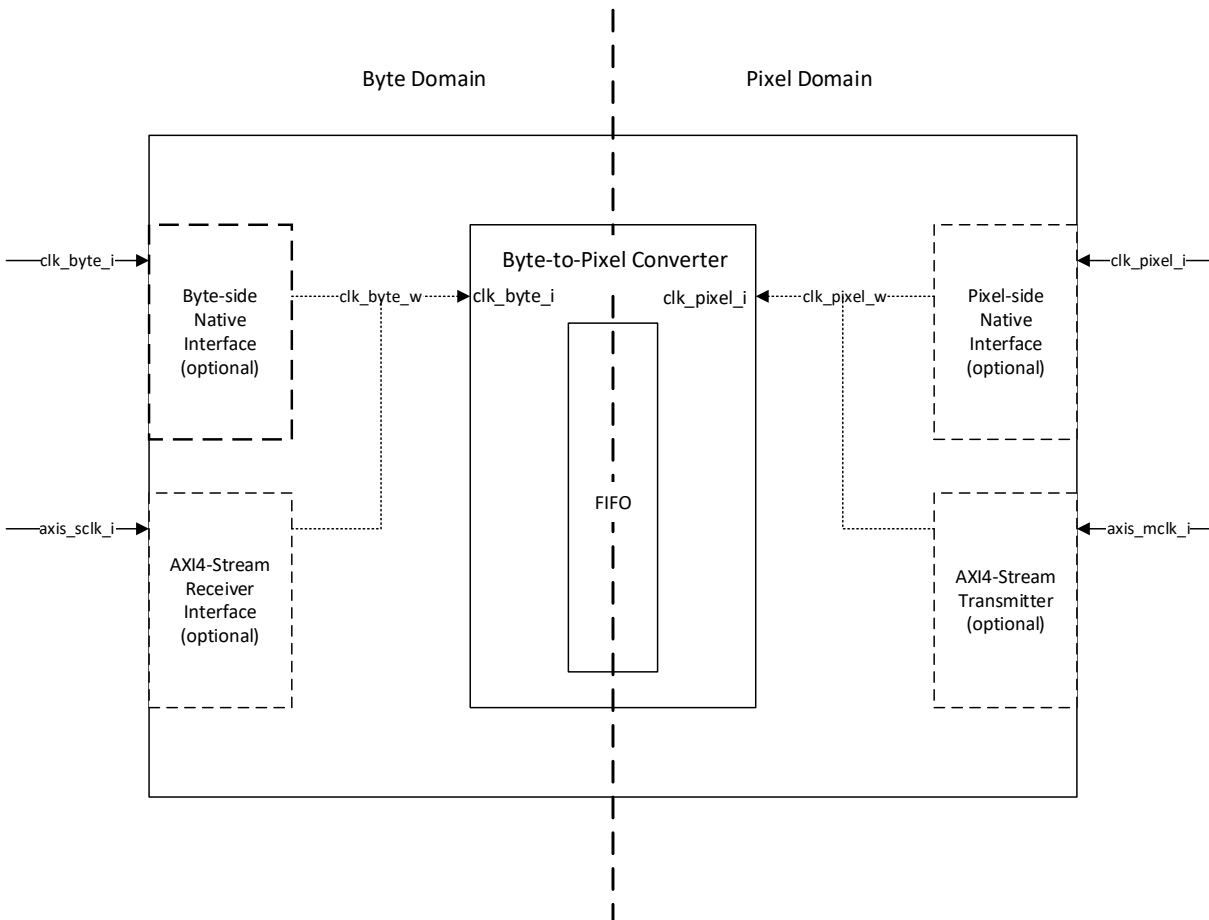 Byte Domain
Pixel Domain
clk_byte_i
Byte-side
Native
Interface
(optional)
clk_byte_w
Byte-to-Pixel Converter
clk_byte_i
clk_pixel_i
clk_pixel_w
Pixel-side
Native
Interface
(optional)
clk_pixel_i
FIFO
axis_sclk_i
AXI4-Stream
Receiver
Interface
(optional)
AXI4-Stream
Transmitter
(optional)
axis_mclk_i